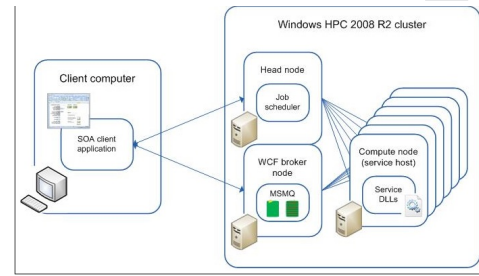 Windows HPC 2008 R2 cluster
Client computer
SOA client
application
Head node
Job
scheduler
WCF broker
node
MSMQ
Compute node
(service host)
Service
DLLs